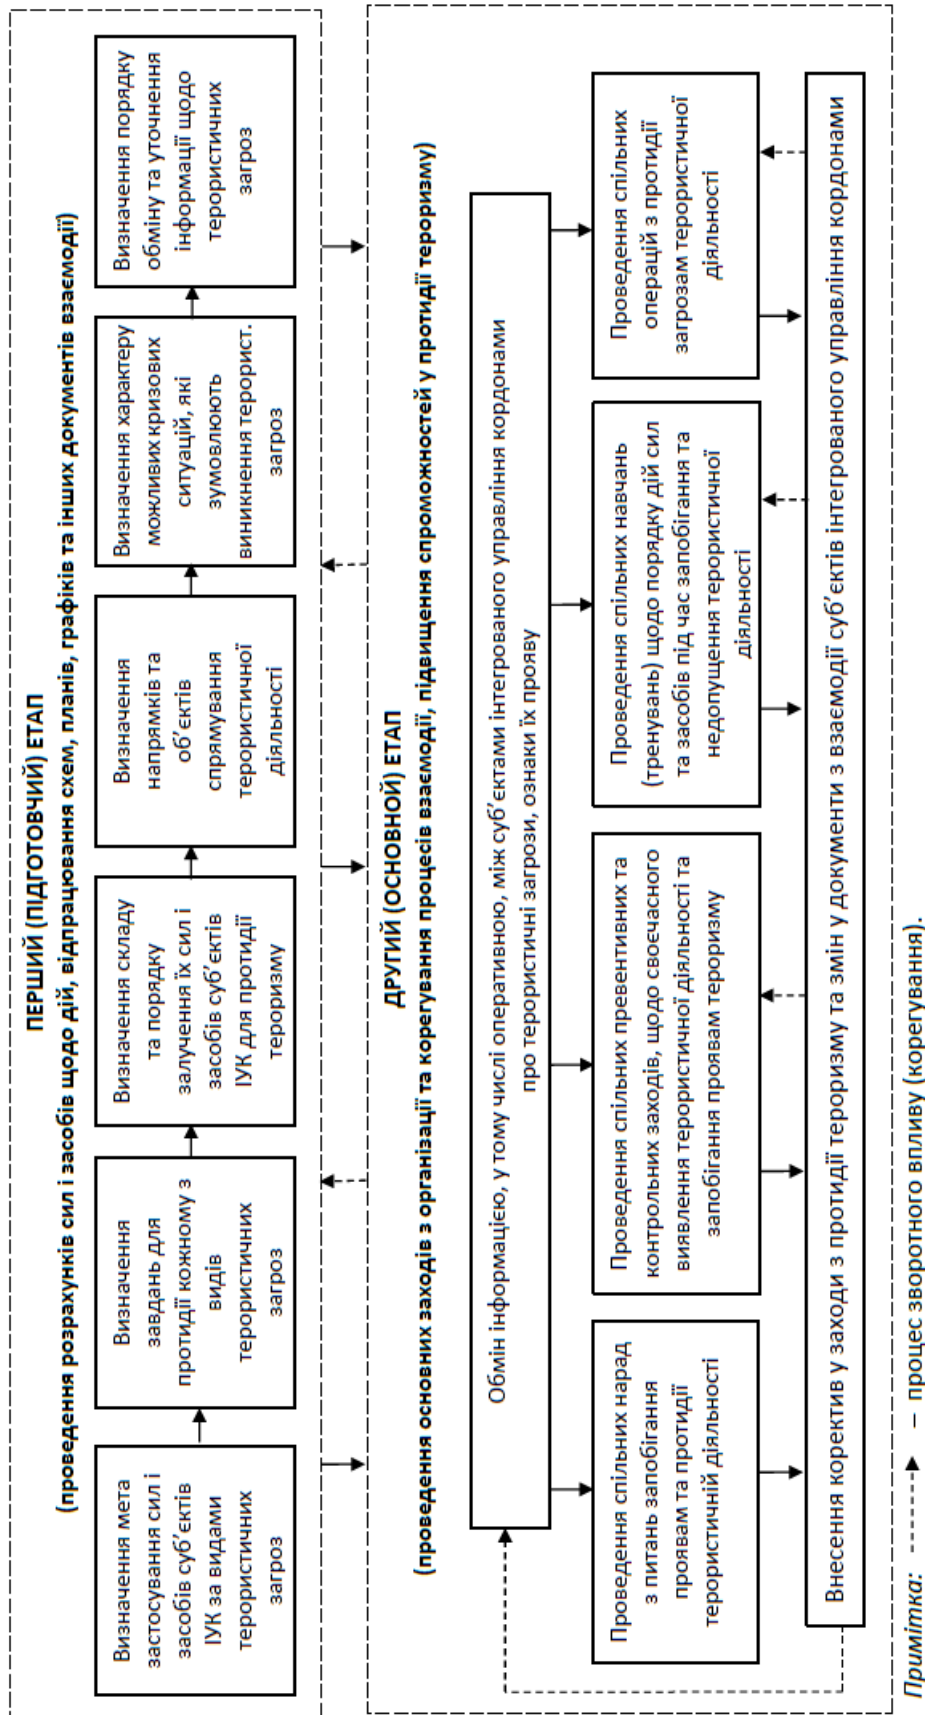 ПЕРШИЙ (ПІДГОТОВЧИЙ) ЕТАП
(проведення розрахунків сил і засобів щодо дій, відпрацювання схем, планів, графіків та інших документів взаємодії)
Визначення мета
застосування сил і
засобів суб’єктів
ІУК за видами
терористичних
загроз
Визначення
завдань для
протидії кожному з
видів
терористичних
загроз
Визначення складу
та порядку
залучення їх сил і
засобів суб’єктів
ІУК для протидії
тероризму
Визначення
напрямків та
об’єктів
спрямування
терористичної
діяльності
Визначення характеру
можливих кризових
ситуацій, які
зумовлюють
виникнення терорист.
загроз
Визначення порядку
обміну та уточнення
інформації щодо
терористичних
загроз
ДРУГИЙ (ОСНОВНОЙ) ЕТАП
(проведення основних заходів з організації та корегування процесів взаємодії, підвищення спроможностей у протидії тероризму)
Обмін інформацією, у тому числі оперативною, між суб’єктами інтегрованого управління кордонами
про терористичні загрози, ознаки їх прояву
Проведення спільних нарад
з питань запобігання
проявам та протидії
терористичній діяльності
Проведення спільних превентивних та
контрольних заходів, щодо своєчасного
виявлення терористичної діяльності та
запобігання проявам тероризму
Проведення спільних навчань
(тренувань) щодо порядку дій сил
та засобів під час запобігання та
недопущення терористичної
діяльності
Проведення спільних
операцій з протидії
загрозам терористичної
діяльності
Внесення коректив у заходи з протидії тероризму та змін у документи з взаємодії суб’єктів інтегрованого управління кордонами
Примітка: – процес зворотного впливу (корегування).